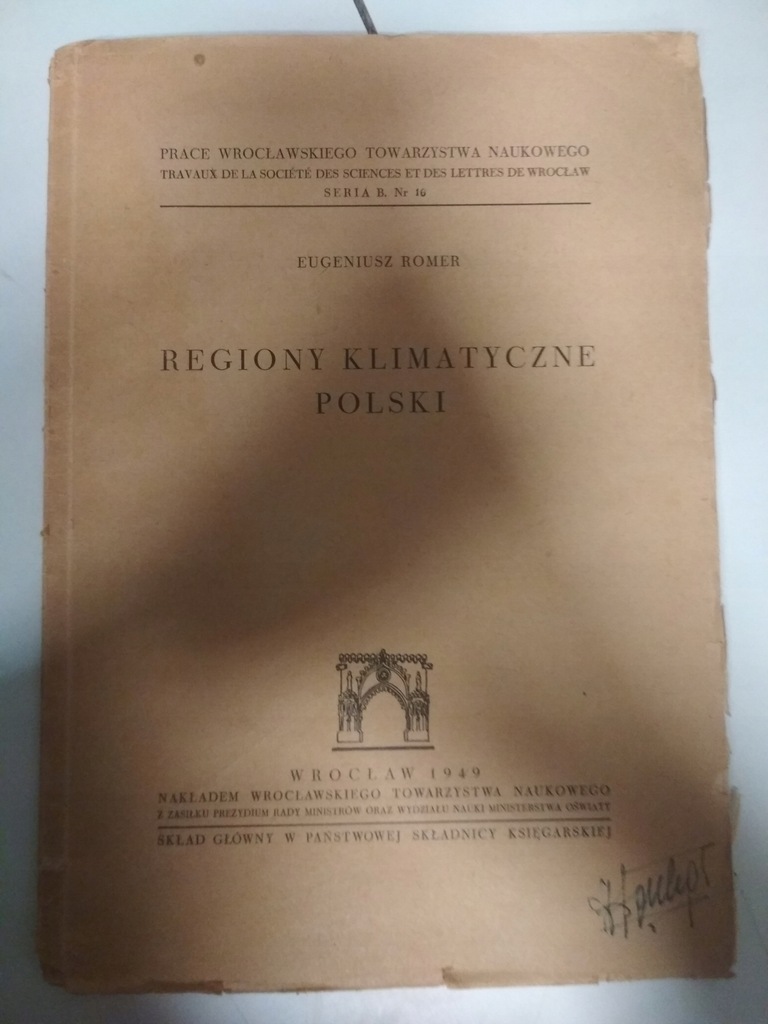 PRACE WROCŁAWSKIEGO TOWARZYSTWA NAUKOWEGO
TRAVAUX DE LA SOCIÉTÉ DES SCIENCES ET DES LETTRES DE WROCŁAW
SERIA B. Nr 16
EUGENIUSZ ROMER
REGIONY KLIMATYCZNE
POLSKI
WROCŁAW 1949
NAKŁADEM WROCŁAWSKIEGO TOWARZYSTWA NAUKOWEGO
Z ZASIŁKU PREZYDIUM RADY MINISTRÓW ORAZ WYDZIAŁU NAUKI MINISTERSTWA OŚWIATY
SKŁAD GŁÓWNY W PAŃSTWOWEJ SKŁADNICY KSIĘGARSKIEJ